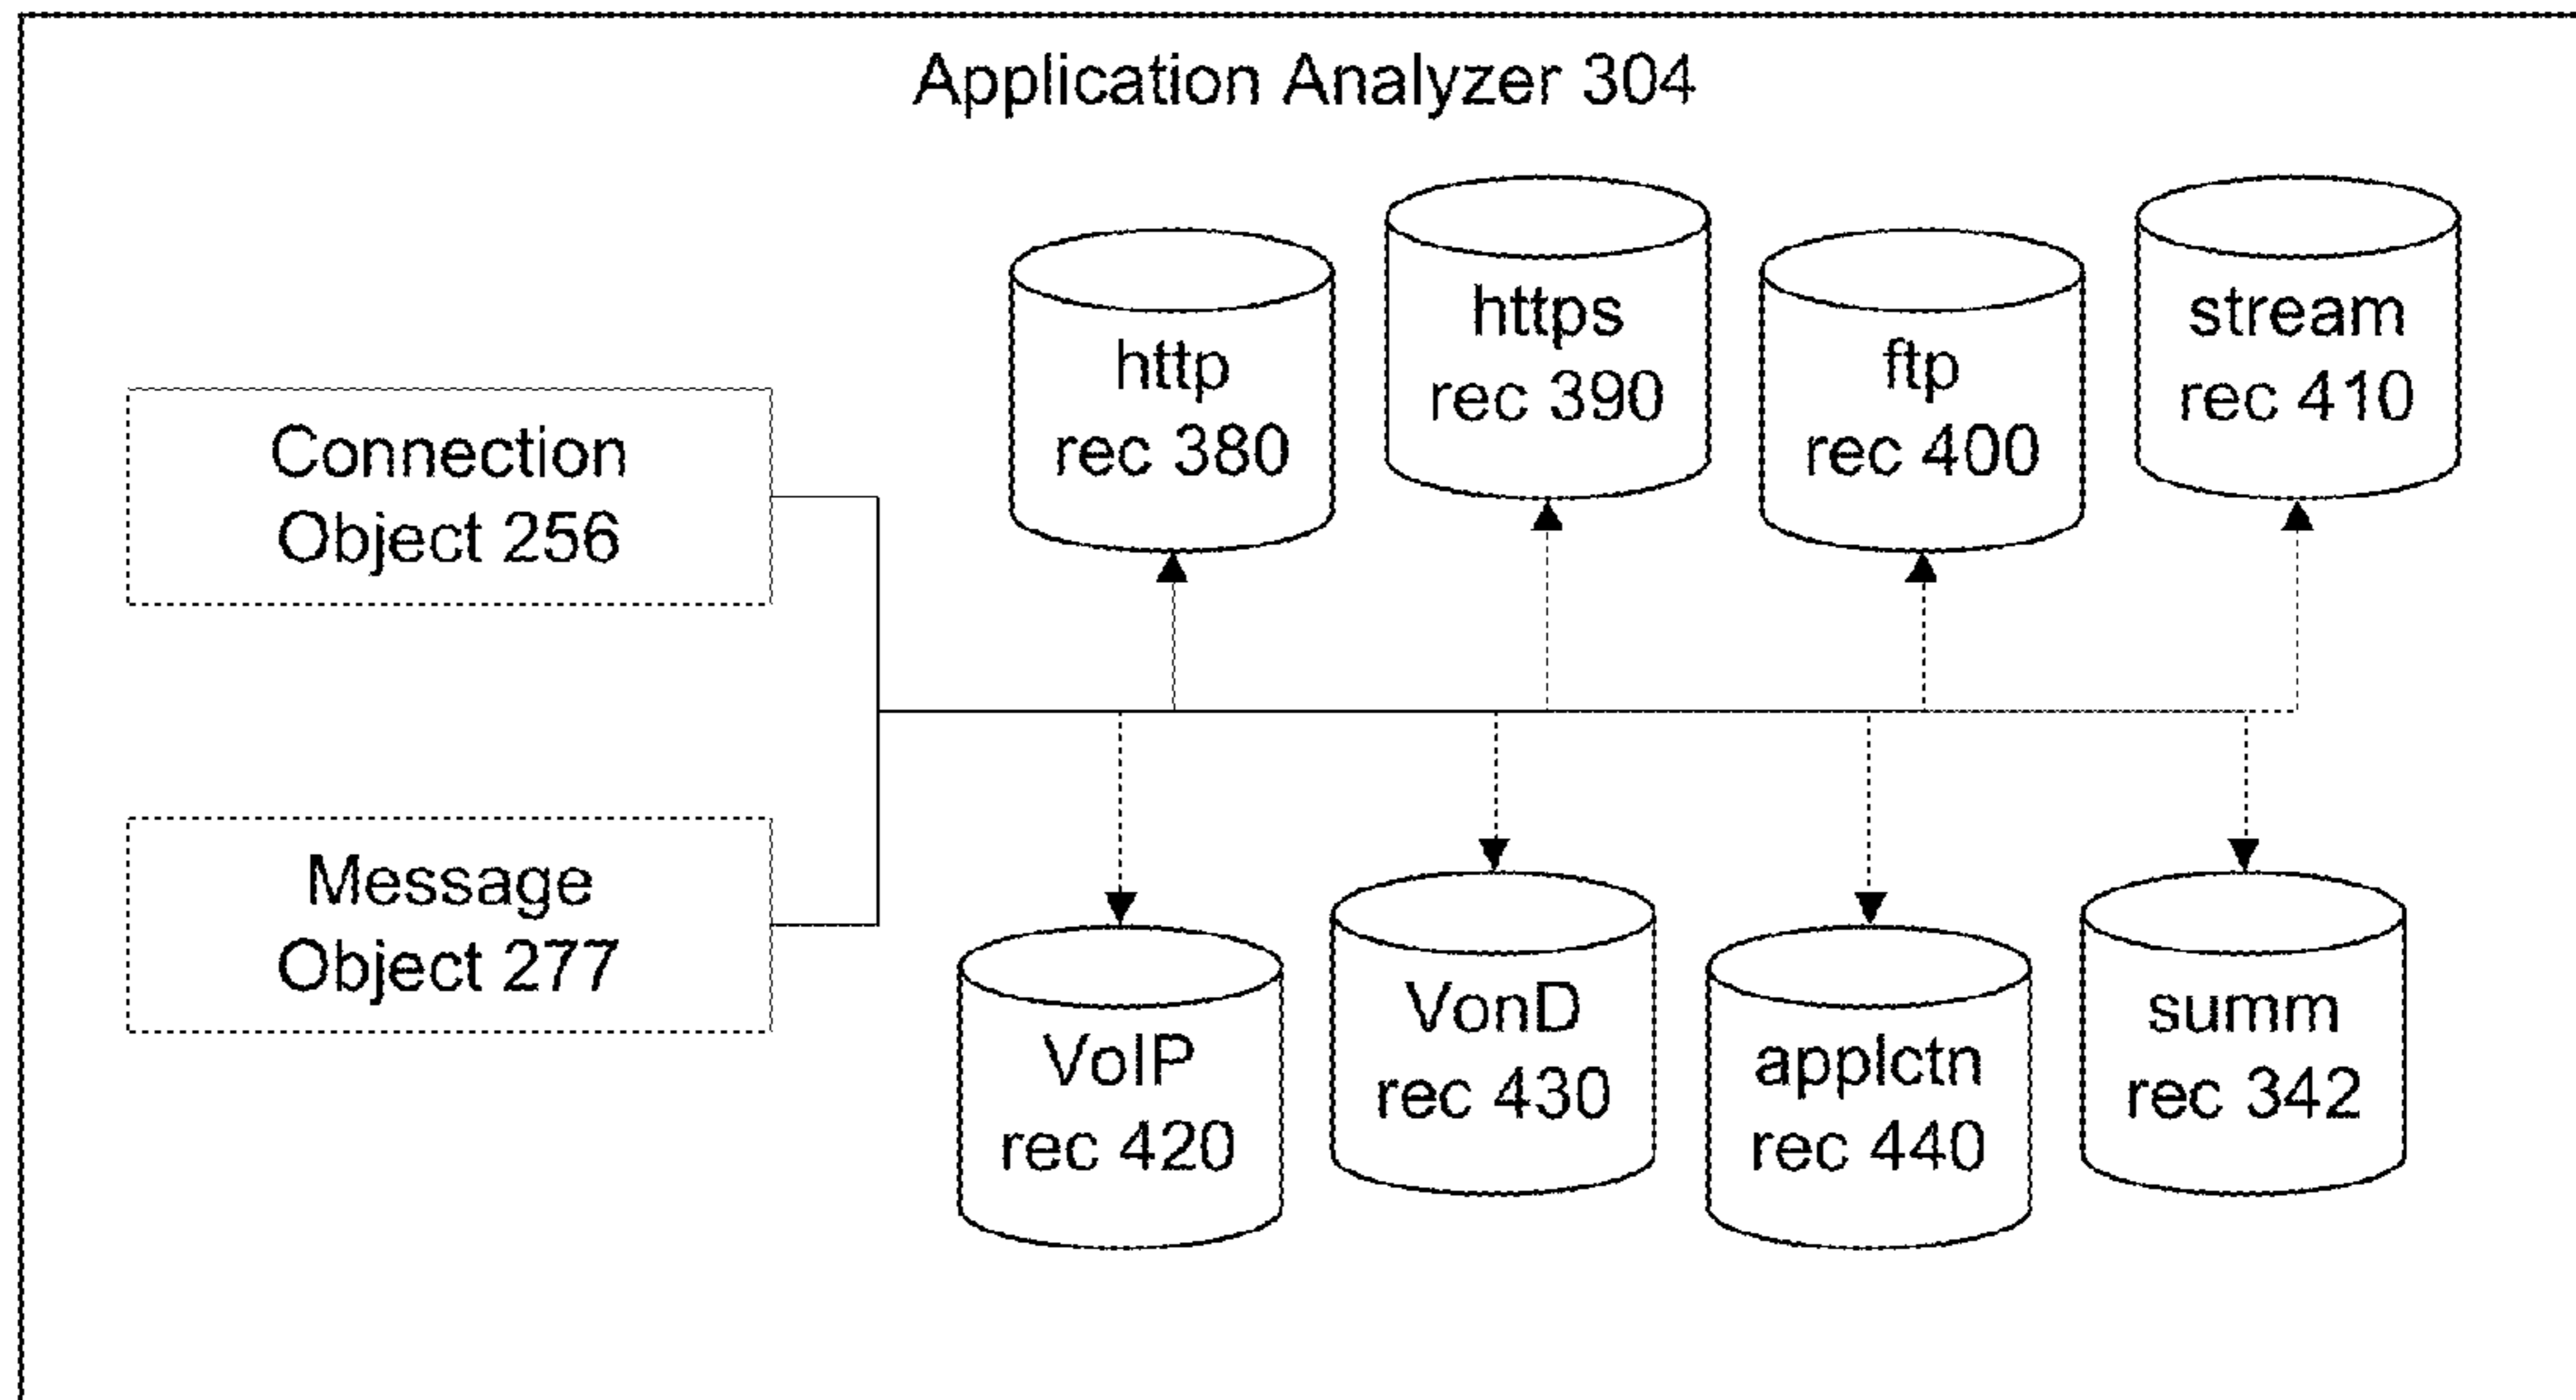 Application Analyzer 304
http
rec 380
https
rec 390
ftp
rec 400
stream
rec 410
Connection
Object 256
Message
Object 277
VoIP
rec 420
VonD
rec 430
applctn
rec 440
summ
rec 342